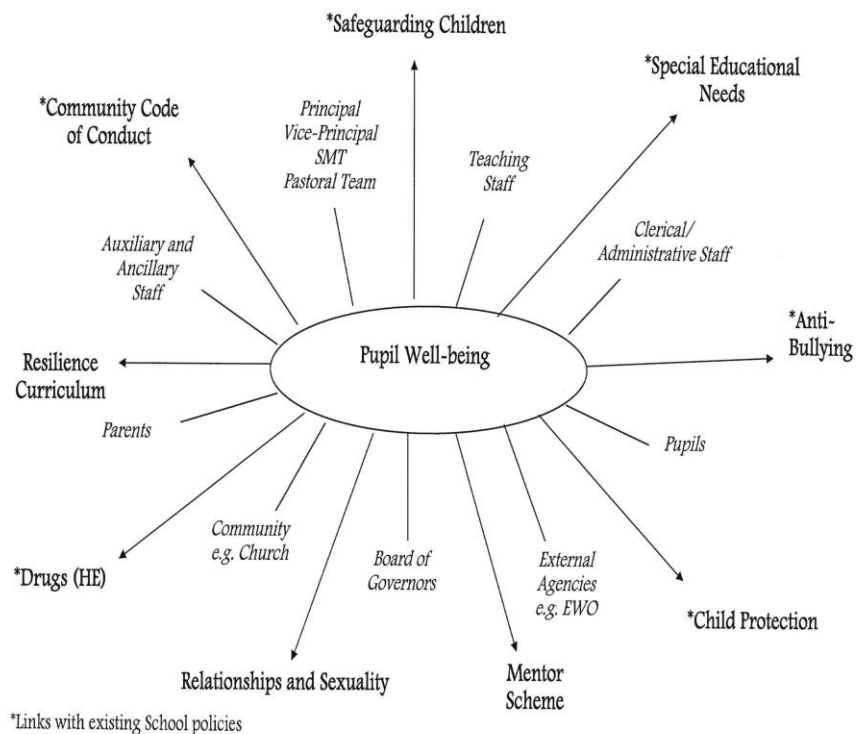 *Safeguarding Children
*Special Educational
Needs
*Community Code
of Conduct
Principal
Vice-Principal
SMT
Pastoral Team
Teaching
Staff
Clerical/
Administrative Staff
Auxiliary and
Ancillary
Staff
*Anti-
Bullying
Pupil Well-being
Resilience
Curriculum
Parents
Pupils
Community
e.g. Church
Board of
Governors
External
Agencies
e.g. EWO
*Drugs (HE)
*Child Protection
Relationships and Sexuality
Mentor
Scheme
*Links with existing School policies